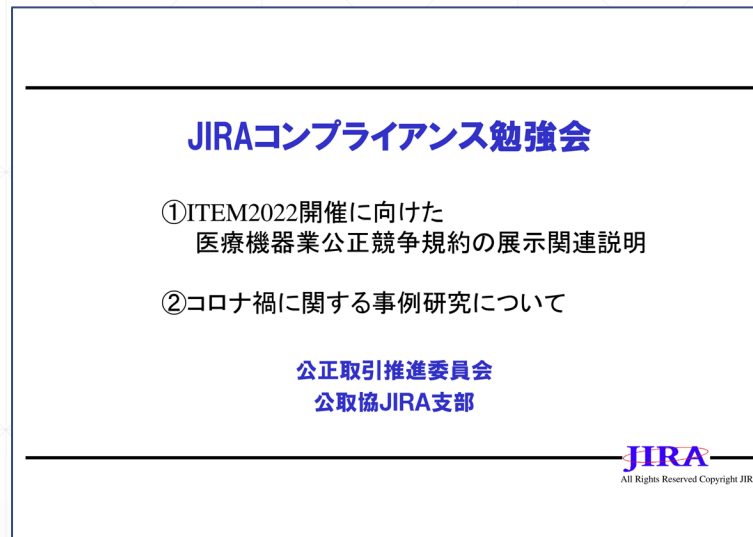 JIRAコンプライアンス勉強会
①ITEM2022開催に向けた
医療機器業公正競争規約の展示関連説明
②コロナ禍に関する事例研究について
公正取引推進委員会
公取協JIRA支部
JIRA
All Rights Reserved Copyright JIR